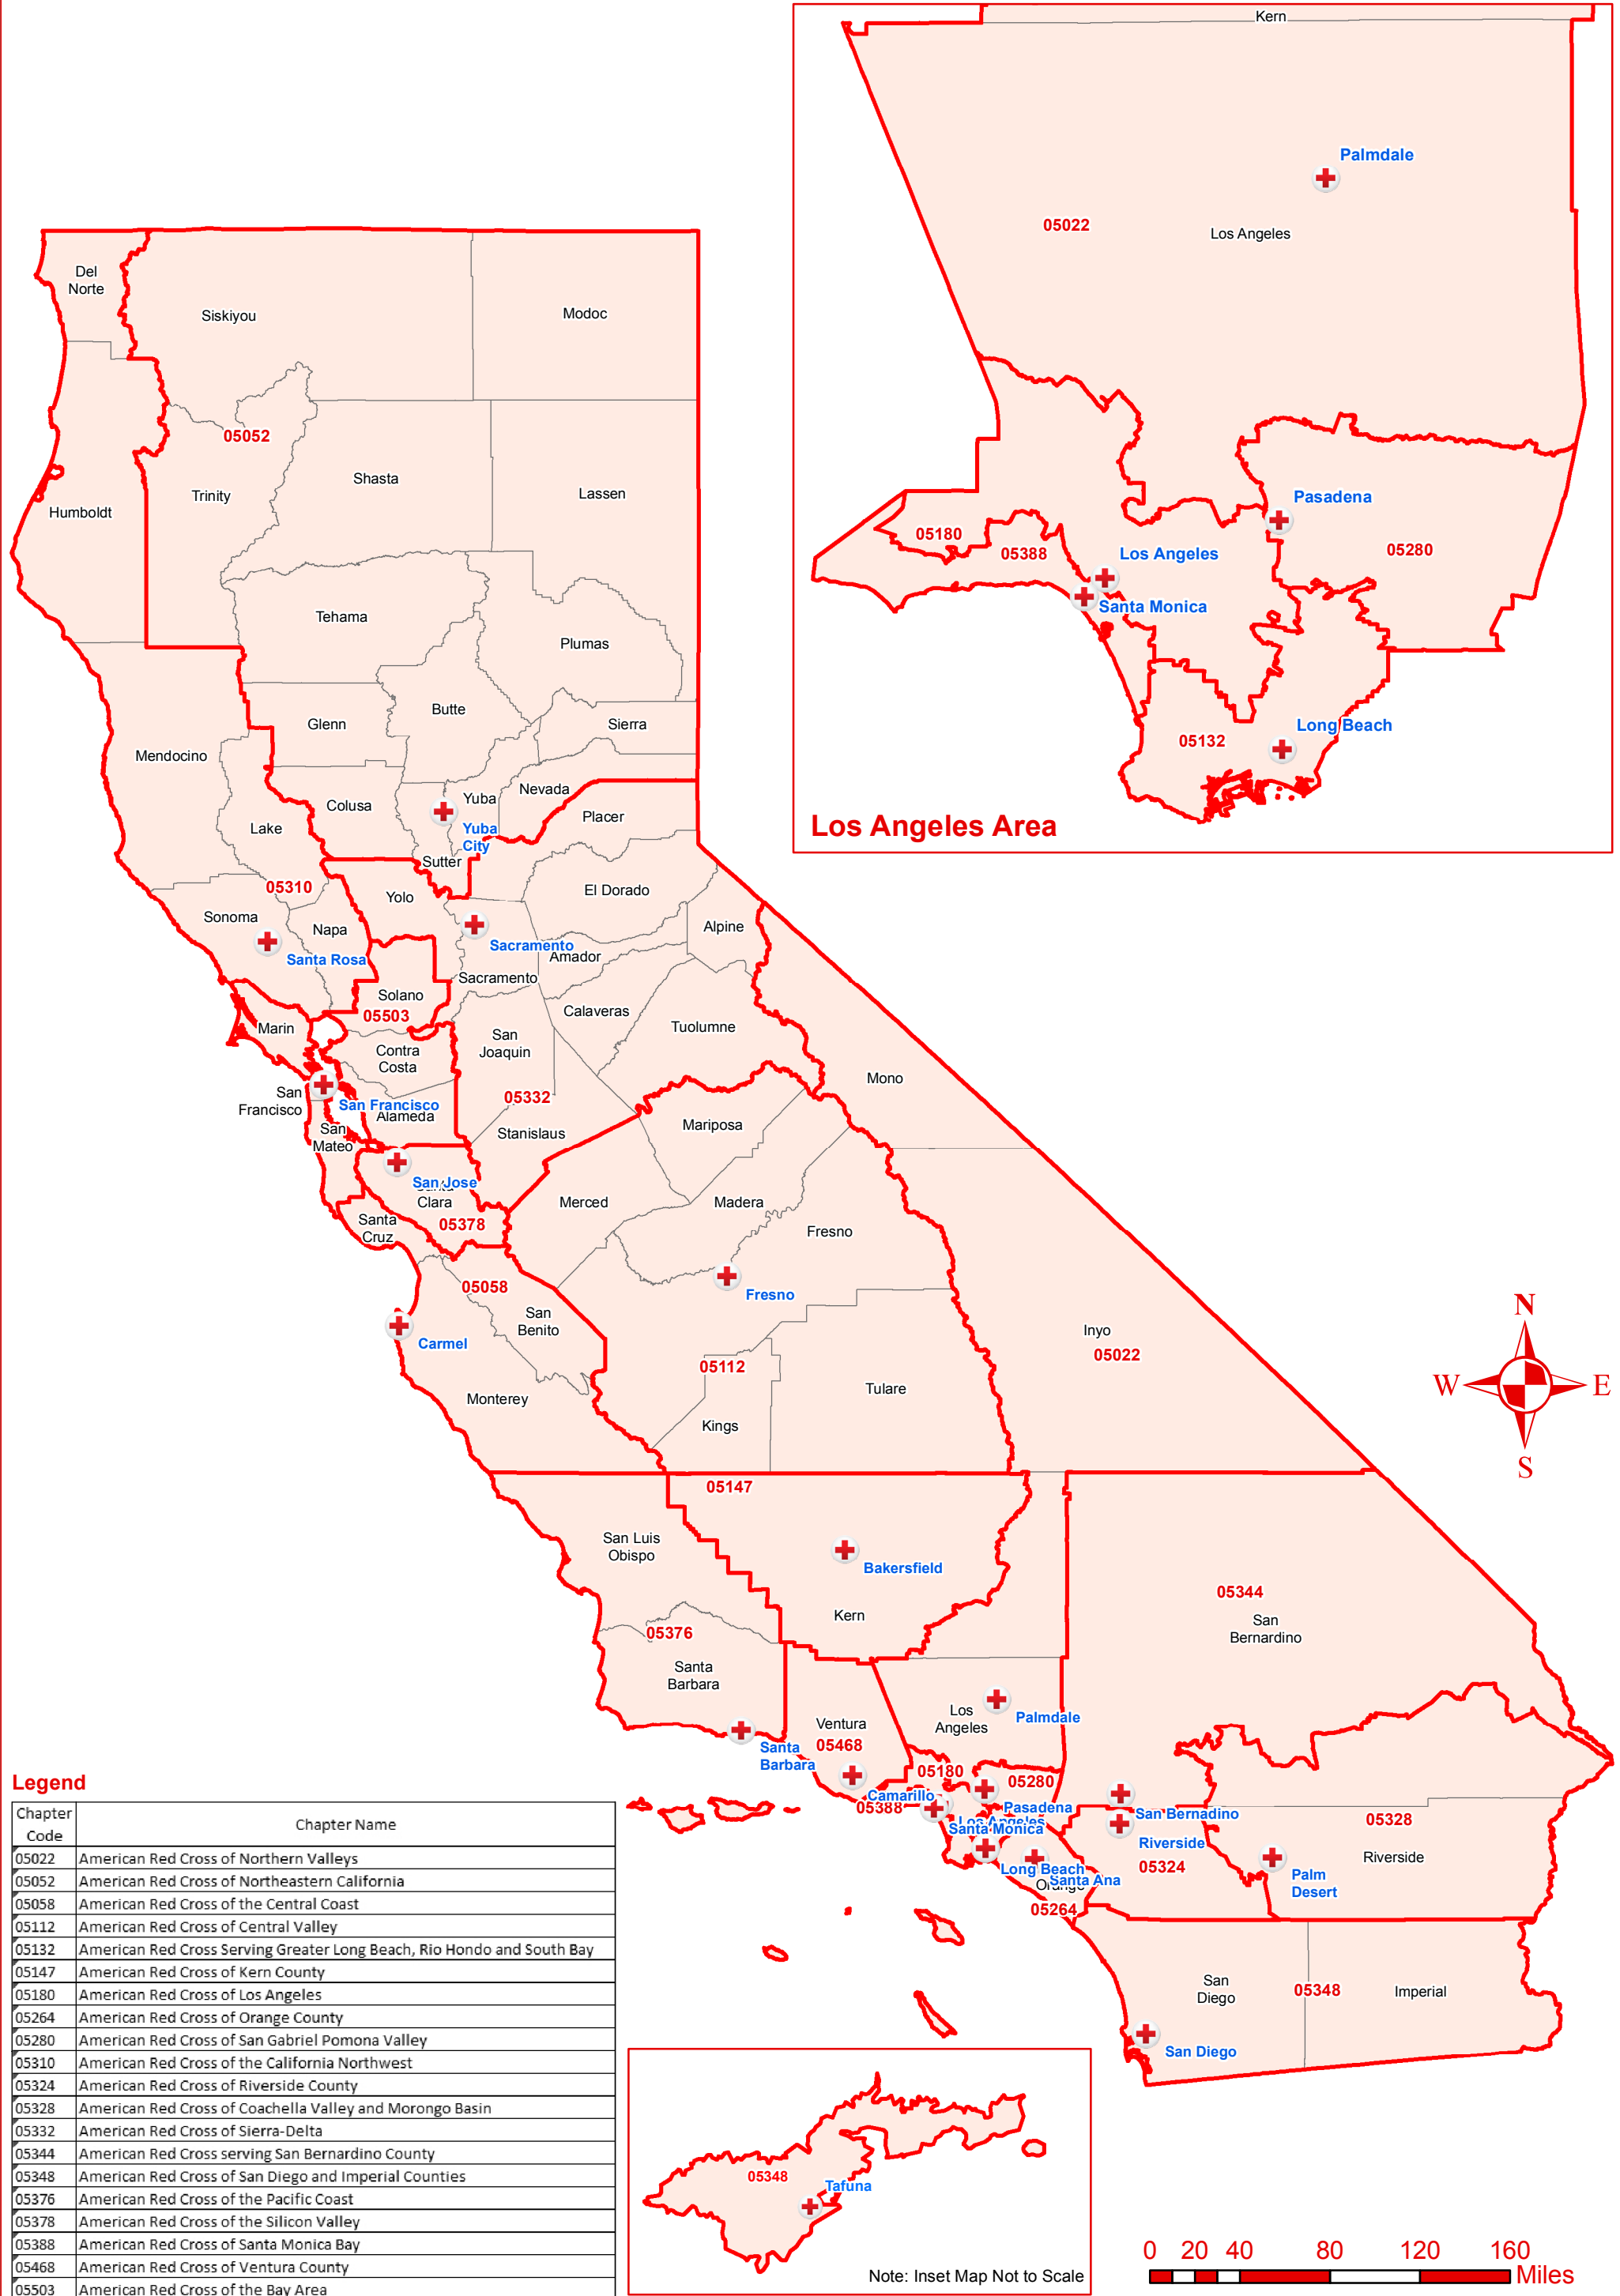 Kern
Palmdale
05022
Los Angeles
Pasadena
05180
05388
05280
Los Angeles
Santa Monica
Long Beach
05132
Los Angeles Area
Del
Norte
Siskiyou
Modoc
05052
Trinity
Shasta
Lassen
Humboldt
Tehama
Plumas
Butte
Glenn
Sierra
Mendocino
Colusa
Yuba
Nevada
Placer
Lake
Yuba
City
Sutter
05310
Yolo
El Dorado
Sonoma
Napa
Alpine
Santa Rosa
Sacramento
Amador
Sacramento
Solano
05503
Calaveras
Marin
San
Joaquin
Tuolumne
Contra
Costa
Mono
San
Francisco
San Francisco
Alameda
05332
San
Mateo
Stanislaus
Mariposa
San Jose
Clara
Merced
Madera
Santa
Cruz
05378
Fresno
05058
Fresno
San
Benito
Carmel
Inyo
05022
05112
Tulare
Monterey
Kings
N
W
E
S
05147
San Luis
Obispo
Bakersfield
Kern
05344
San
Bernardino
05376
Santa
Barbara
Los
Angeles
Palmdale
Ventura
05468
Santa
Barbara
05180
05280
Camarillo
05388
Pasadena
Los Angeles
Santa Monica
San Bernadino
Riverside
05324
05328
Riverside
Long Beach
Santa Ana
Orange
05264
Palm
Desert
San
Diego
05348
Imperial
San Diego
Legend
Chapter Code Chapter Name
05022 American Red Cross of Northern Valleys
05052 American Red Cross of Northeastern California
05058 American Red Cross of the Central Coast
05112 American Red Cross of Central Valley
05132 American Red Cross Serving Greater Long Beach, Rio Hondo and South Bay
05147 American Red Cross of Kern County
05180 American Red Cross of Los Angeles
05264 American Red Cross of Orange County
05280 American Red Cross of San Gabriel Pomona Valley
05310 American Red Cross of the California Northwest
05324 American Red Cross of Riverside County
05328 American Red Cross of Coachella Valley and Morongo Basin
05332 American Red Cross of Sierra-Delta
05344 American Red Cross serving San Bernardino County
05348 American Red Cross of San Diego and Imperial Counties
05376 American Red Cross of the Pacific Coast
05378 American Red Cross of the Silicon Valley
05388 American Red Cross of Santa Monica Bay
05468 American Red Cross of Ventura County
05503 American Red Cross of the Bay Area
05348
Tafuna
Note: Inset Map Not to Scale
0 20 40 80 120 160
Miles